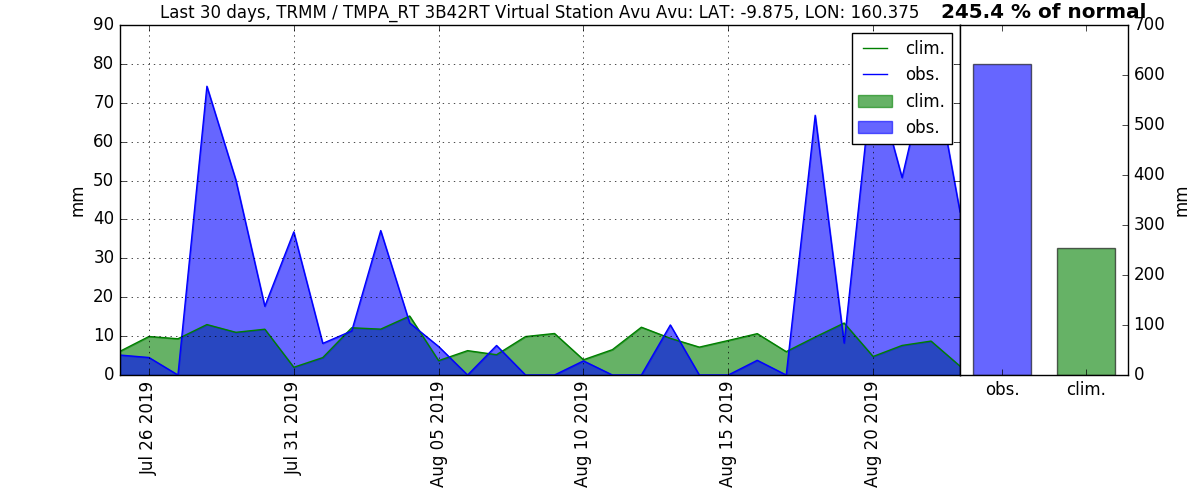 Last 30 days, TRMM / TMPA_RT 3B42RT Virtual Station Avu Avu: LAT: -9.875, LON: 160.375
245.4 % of normal
90
80
70
60
50
40
30
20
10
0
mm
clim.
obs.
clim.
obs.
Jul 26 2019
Jul 31 2019
Aug 05 2019
Aug 10 2019
Aug 15 2019
Aug 20 2019
700
600
500
400
300
200
100
0
mm
obs.
clim.